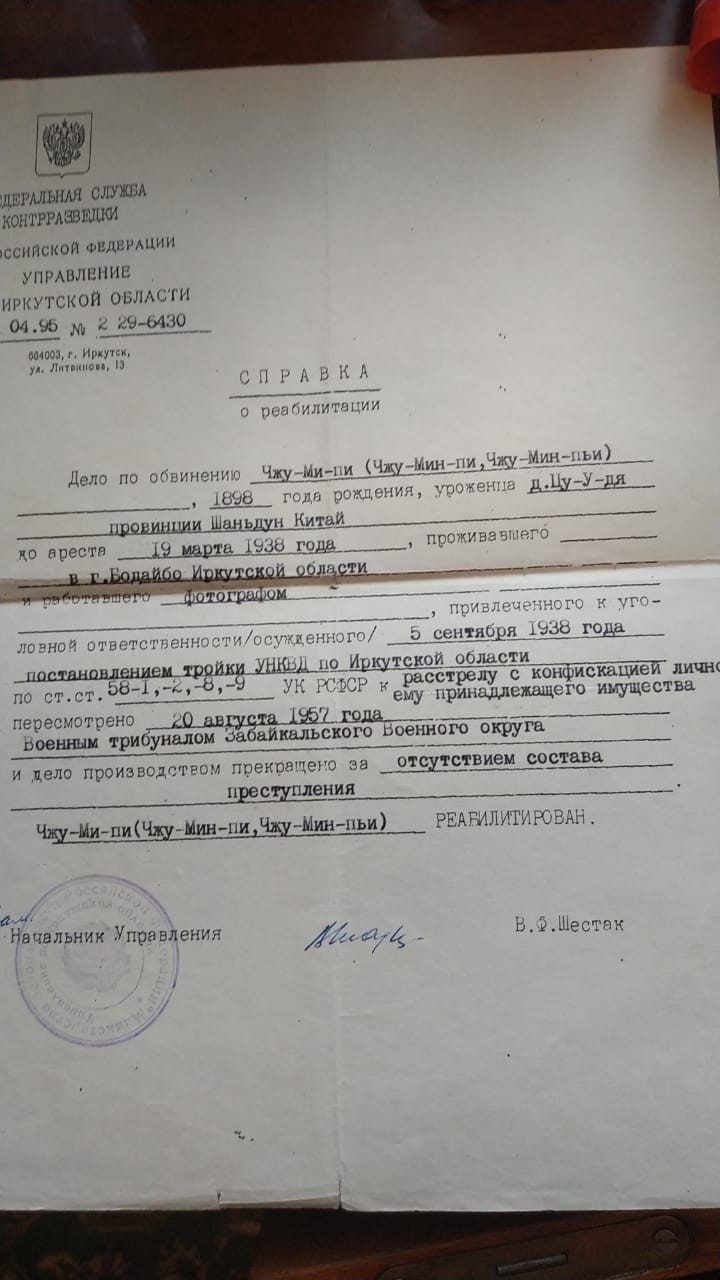 ДЕРАЛЬНАЯ СЛУЖБА
КОНТРРАЗВЕДКИ
ОССИЙСКОЙ ФЕДЕРАЦИИ
УПРАВЛЕНИЕ
ИРКУТСКОЙ ОБЛАСТИ
04.95 № 2 29-6430
664003, г. Иркутск,
ул. Литвинова, 13
СПРАВКА
о реабилитации
Дело по обвинению Чжу-Ми-пи (Чжу-Мин-пи,Чжу-Мин-пьи)
, 1898 года рождения, уроженца д.Цу-У-дя
провинции Шаньдун Китай
до ареста 19 марта 1938 года, проживавшего
в г.Бодайбо Иркутской области
и работавшего фотографом
, привлеченного к уго-
ловной ответственности/осужденного/ 5 сентября 1938 года
постановлением тройки УНКВД по Иркутской области
по ст.ст. 58-1,-2,-8,-9 УК РСФСР к расстрелу с конфискацией лично
ему принадлежащего имущества
пересмотрено 20 августа 1957 года
Военным трибуналом Забайкальского Военного округа
и дело производством прекращено за отсутствием состава
преступления.
Чжу-Ми-пи(Чжу-Мин-пи,Чжу-Мин-пьи) РЕАБИЛИТИРОВАН.
Зам.
Начальник Управления В.Ф.Шестак